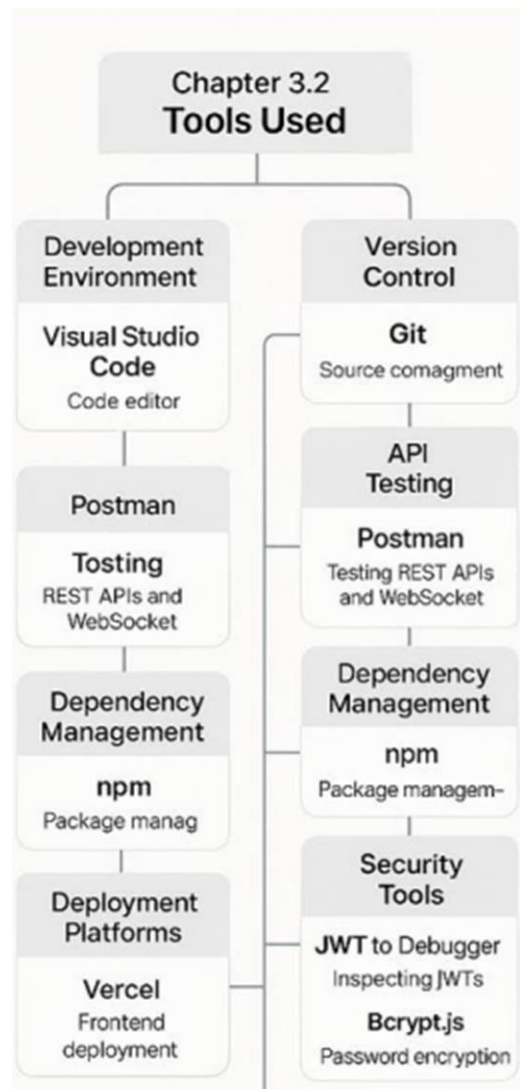 Chapter 3.2
Tools Used
Development
Environment
Visual Studio
Code
Code editor
Postman
Tosting
REST APIs and
WebSocket
Dependency
Management
npm
Package manag
Deployment
Platforms
Vercel
Frontend
deployment
Version
Control
Git
Source comagment
API
Testing
Postman
Testing REST APIs
and WebSocket
Dependency
Management
npm
Package managem-
Security
Tools
JWT to Debugger
Inspecting JWTs
Bcrypt.js
Password encryption